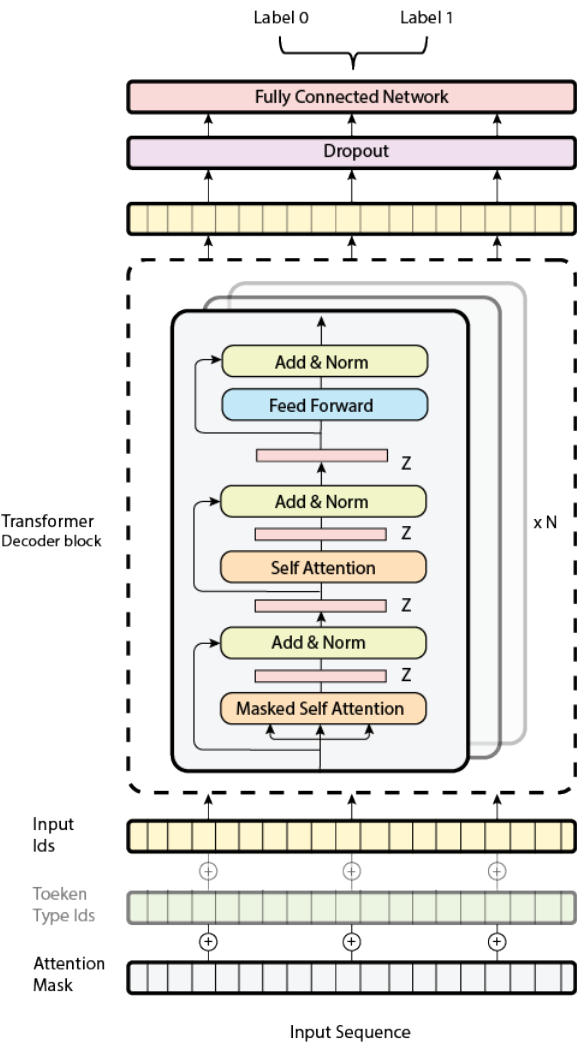 Label 0
Label 1
Fully Connected Network
Dropout
Add & Norm
Feed Forward
Z
Add & Norm
Z
Transformer
Decoder block
x N
Self Attention
Z
Add & Norm
Z
Masked Self Attention
Input
Ids
Toeken
Type Ids
Attention
Mask
Input Sequence